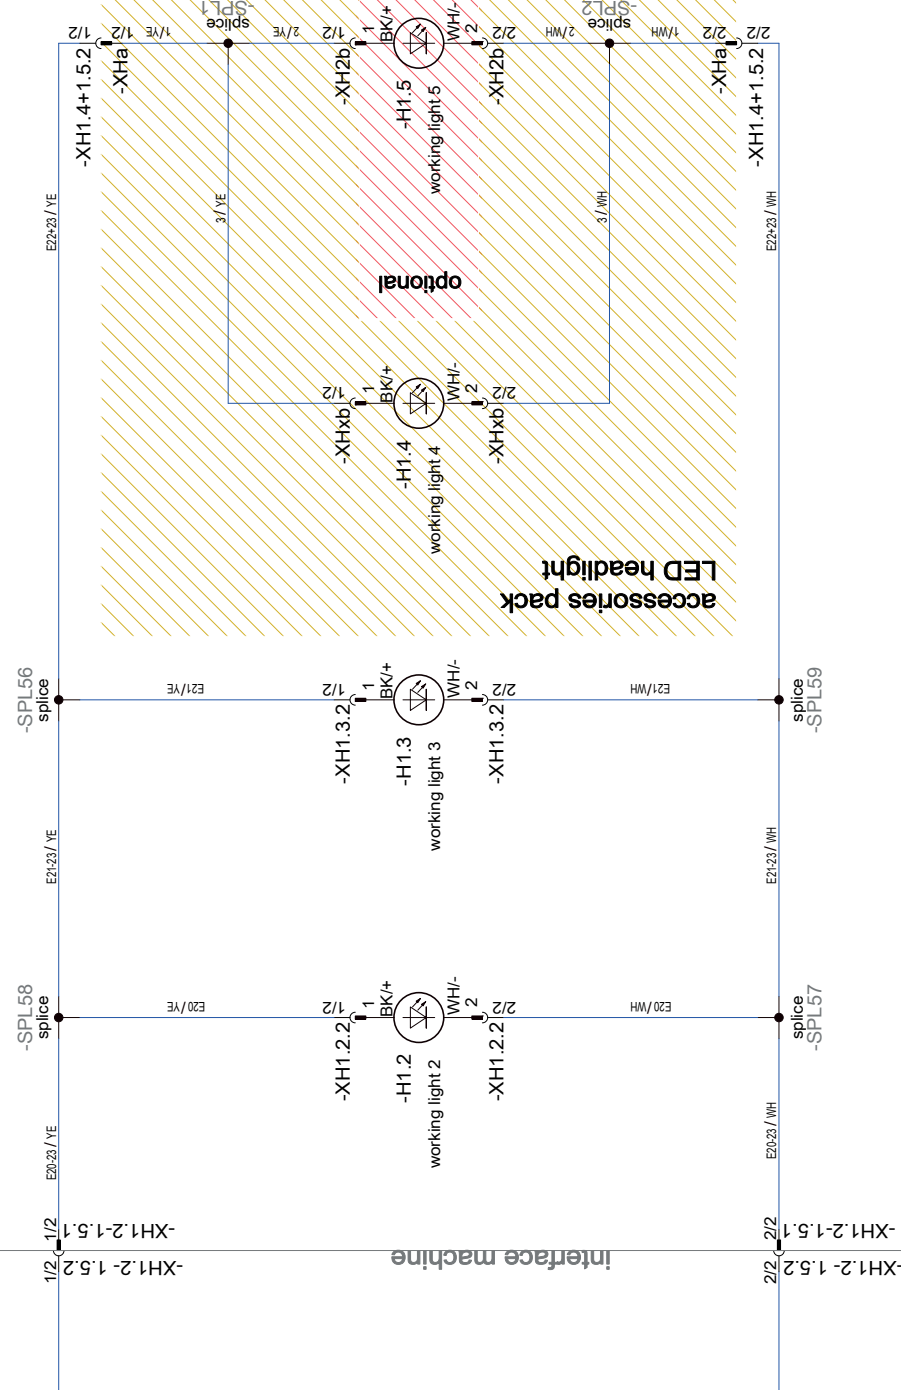 -SPL1
splice
-SPL2
splice
1/2
-XH1.4+1.5.2
1/2
-XHa
1/YE
2/YE
1/2
-XH2b
1
BK/+
-H1.5
working light 5
WH/-
2
2/2
-XH2b
2/WH
1/WH
2/2
-XHa
2/2
-XH1.4+1.5.2
E22+23 / YE
3 / YE
3 / WH
E22+23 / WH
optional
1/2
-XHxb
1
BK/+
-H1.4
working light 4
WH/-
2
2/2
-XHxb
accessories pack
LED headlight
-SPL56
splice
E21/YE
1/2
-XH1.3.2
1
BK/+
-H1.3
working light 3
WH/-
2
2/2
-XH1.3.2
E21/WH
splice
-SPL59
E21-23 / YE
E21-23 / WH
-SPL58
splice
E20/YE
1/2
-XH1.2.2
1
BK/+
-H1.2
working light 2
WH/-
2
2/2
-XH1.2.2
E20/WH
splice
-SPL57
E20-23 / YE
E20-23 / WH
1/2
-XH1.2-1.5.1
2/2
-XH1.2-1.5.1
interface machine
1/2
-XH1.2- 1.5.2
2/2
-XH1.2- 1.5.2